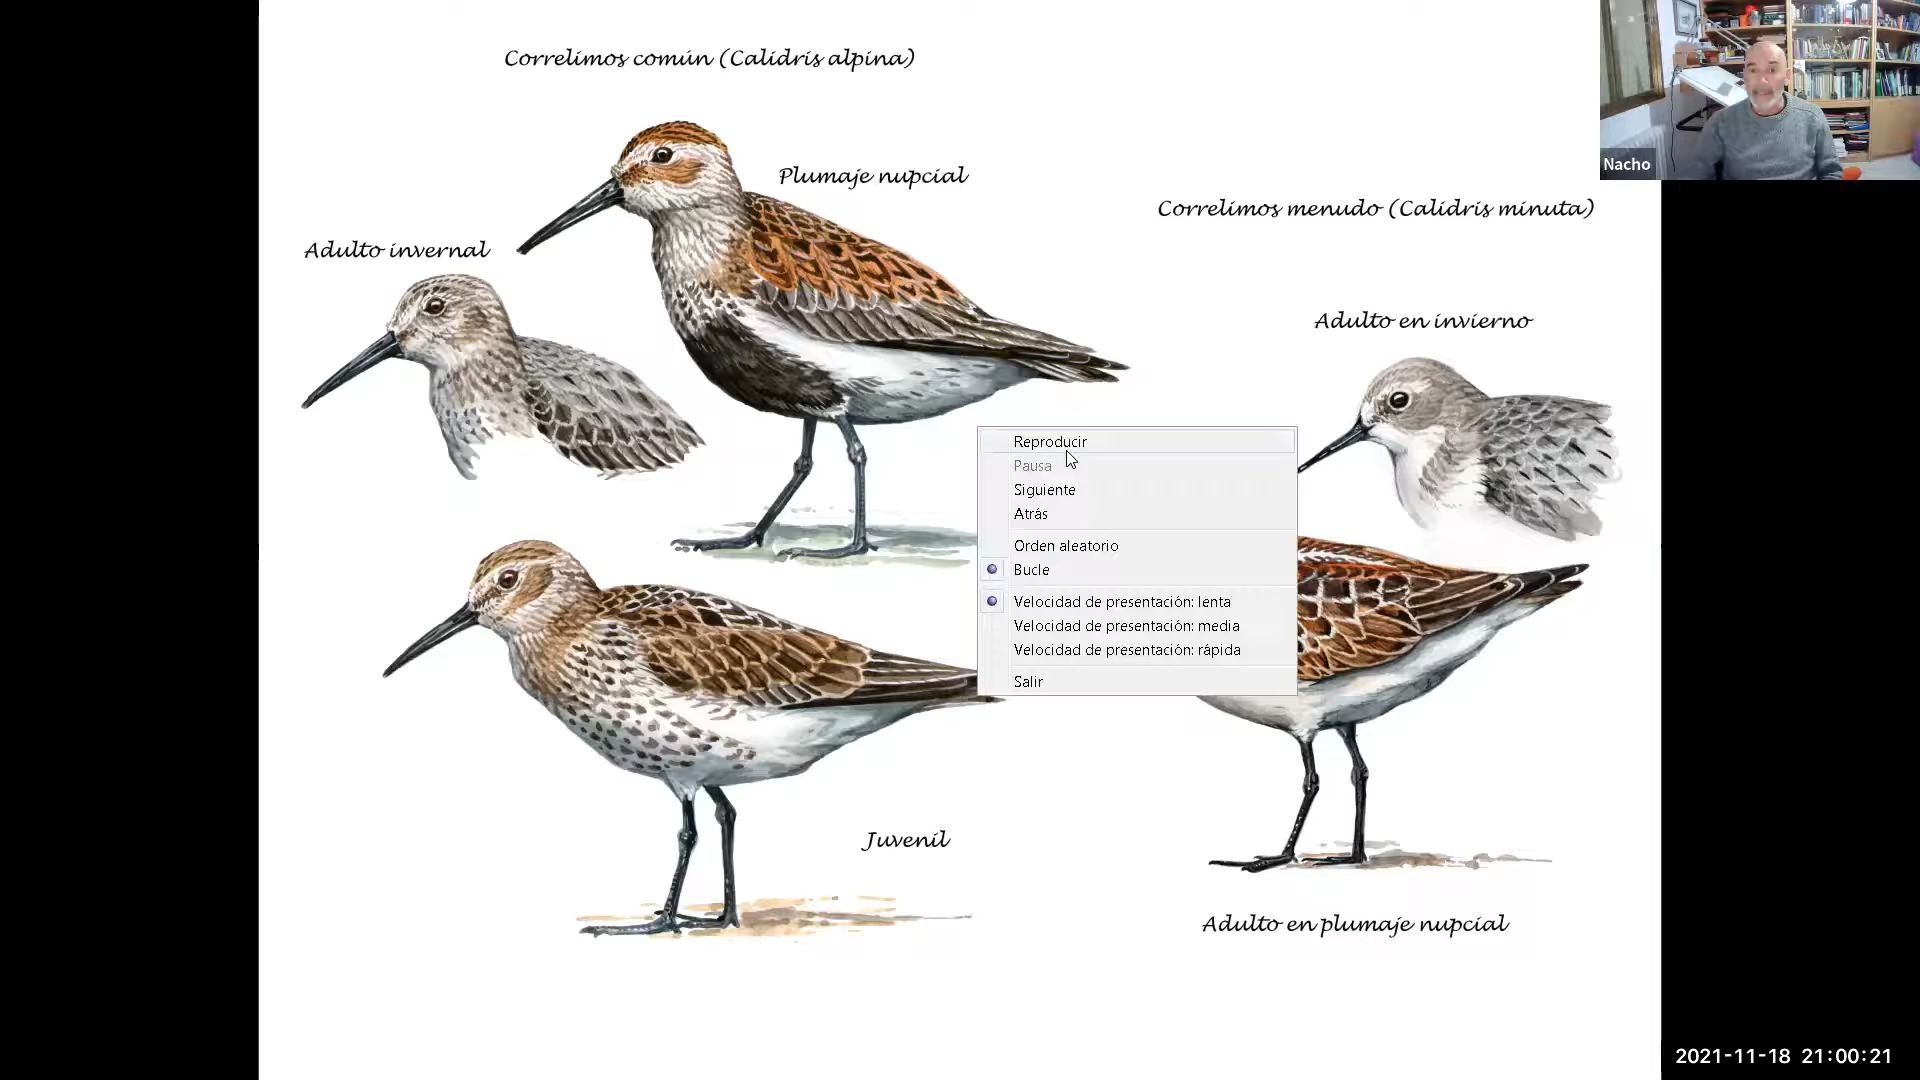 Correlimos común (Calidris alpina)
Nacho
Plumaje nupcial
Correlimos menudo (Calidris minuta)
Adulto invernal
Adulto en invierno
Reproducir
Pausa
Siguiente
Atrás
Orden aleatorio
Bucle
Velocidad de presentación: lenta
Velocidad de presentación: media
Velocidad de presentación: rápida
Salir
Juvenil
Adulto en plumaje nupcial
2021-11-18 21:00:21